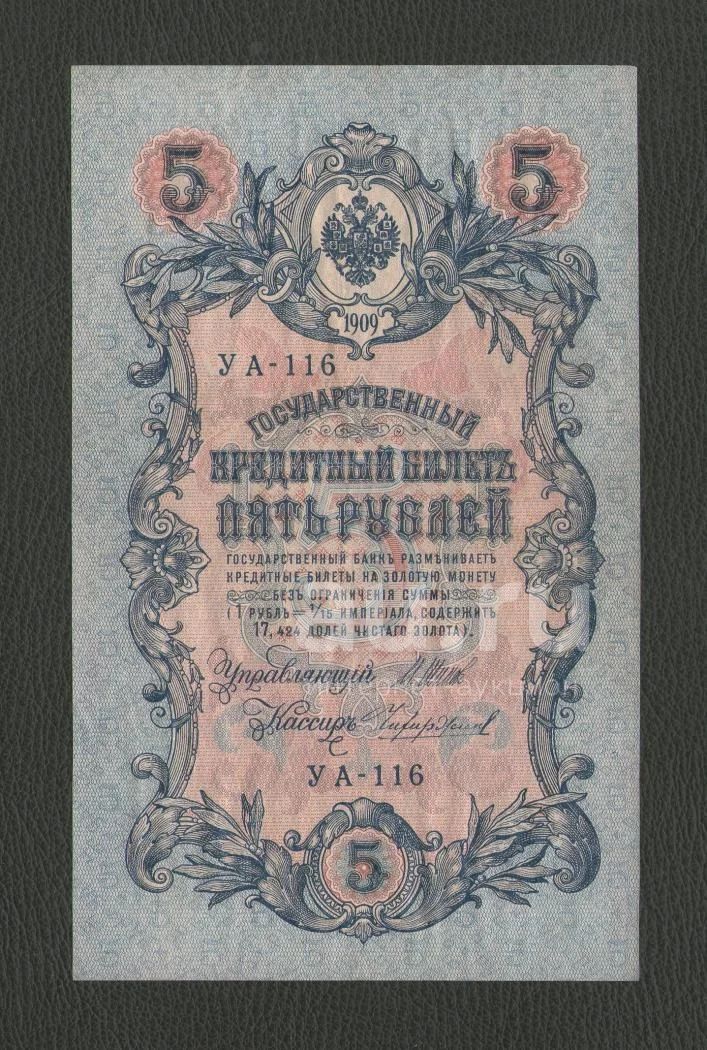 5 5
1909
УА-116
ГОСУДАРСТВЕННЫЙ
КРЕДИТНЫЙ БИЛЕТЪ
ПЯТЬ РУБЛЕЙ
ГОСУДАРСТВЕННЫЙ БАНКЪ РАЗМѢНИВАЕТЪ
КРЕДИТНЫЕ БИЛЕТЫ НА ЗОЛОТУЮ МОНЕТУ
БЕЗЪ ОГРАНИЧЕНІЯ СУММЫ
(1 РУБЛЬ = 1/15 ИМПЕРІАЛА, СОДЕРЖИТЪ
17,424 ДОЛЕЙ ЧИСТАГО ЗОЛОТА).
Управляющій
Кассиръ
УА-116
5